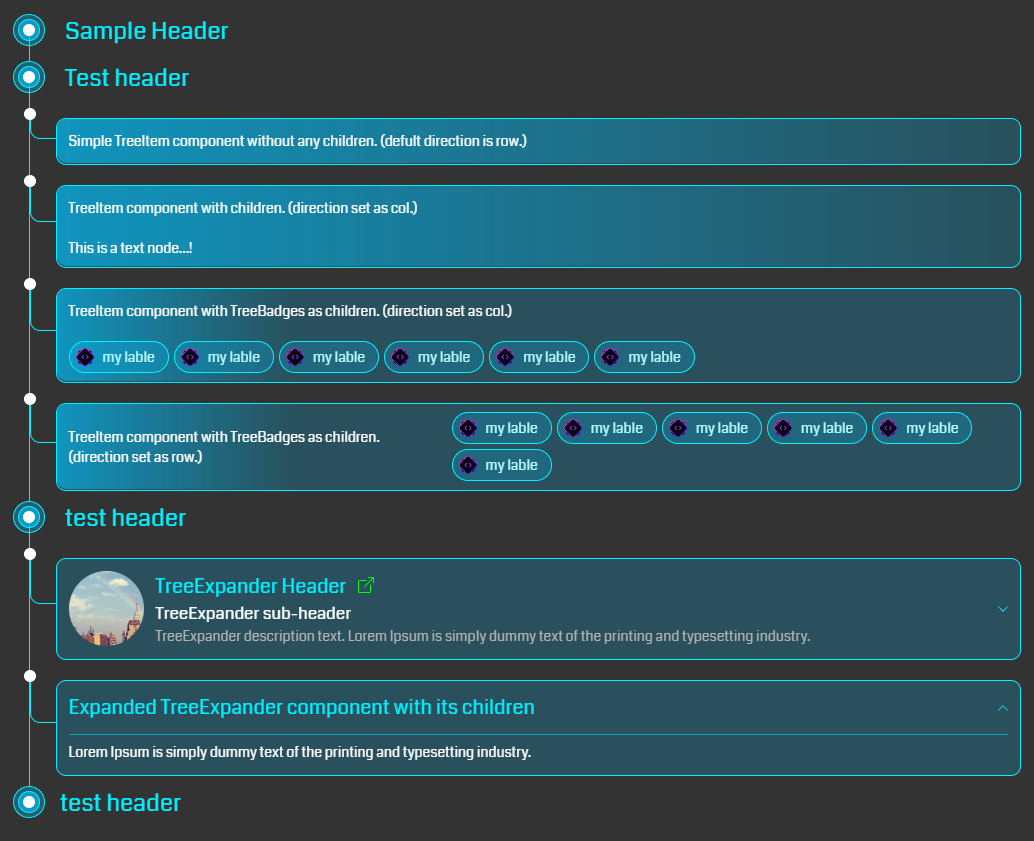 Sample Header
Test header
Simple TreeItem component without any children. (defult direction is row.)
TreeItem component with children. (direction set as col.)
This is a text node...!
TreeItem component with TreeBadges as children. (direction set as col.)
my lable my lable my lable my lable my lable my lable
TreeItem component with TreeBadges as children.
(direction set as row.)
my lable my lable my lable my lable my lable
my lable
test header
TreeExpander Header
TreeExpander sub-header
TreeExpander description text. Lorem Ipsum is simply dummy text of the printing and typesetting industry.
Expanded TreeExpander component with its children
Lorem Ipsum is simply dummy text of the printing and typesetting industry.
test header